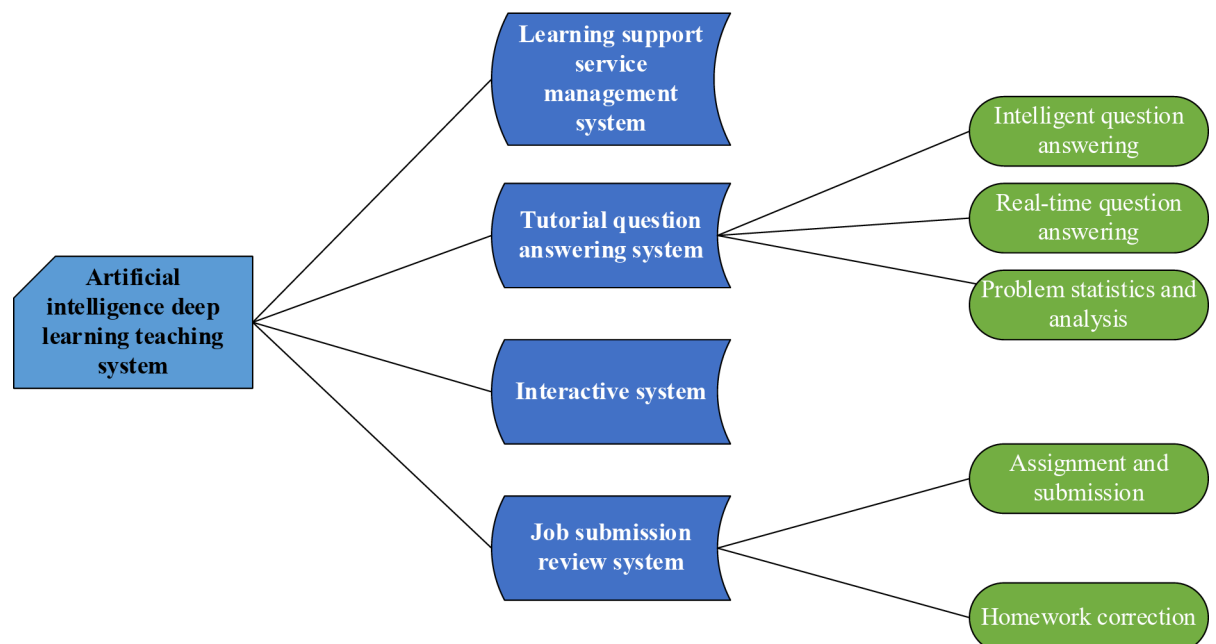 Learning support
service
management
system
Intelligent question
answering
Tutorial question
answering system
Real-time question
answering
Artificial
intelligence deep
learning teaching
system
Problem statistics and
analysis
Interactive system
Assignment and
submission
Job submission
review system
Homework correction